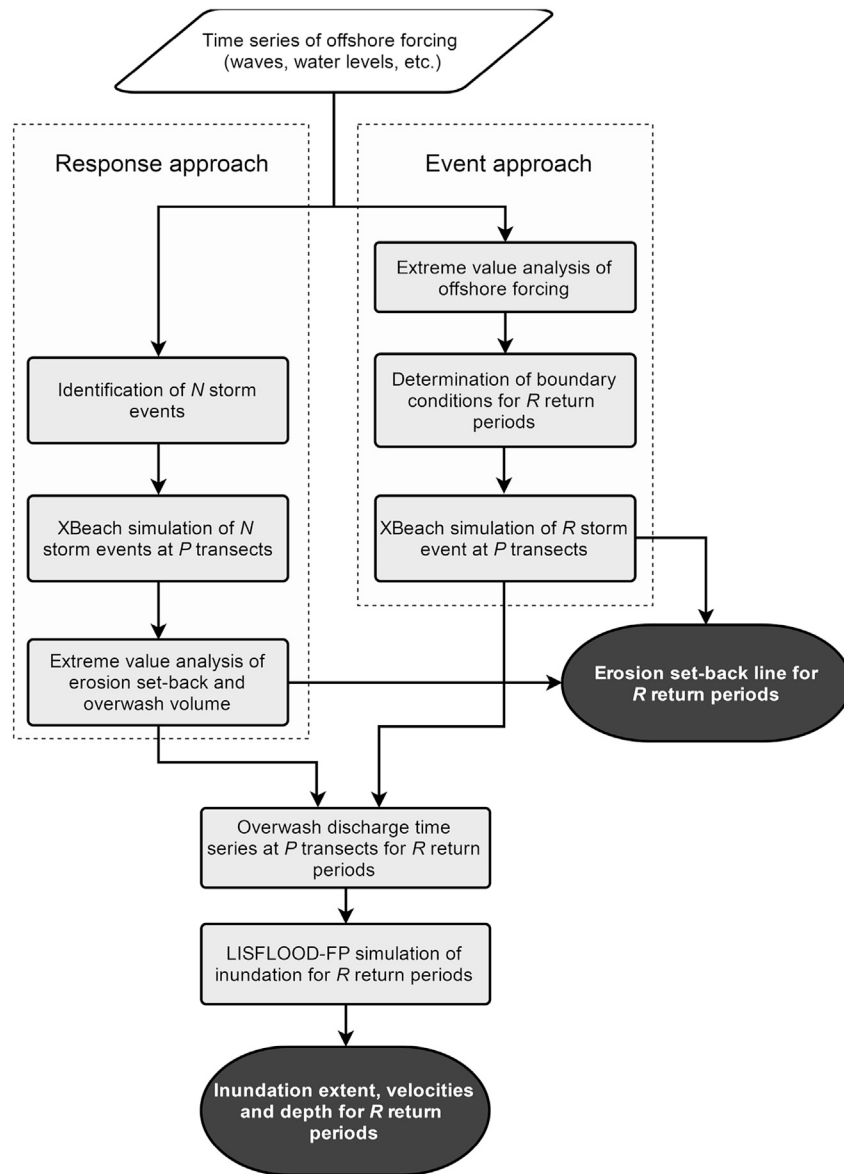 Time series of offshore forcing
(waves, water levels, etc.)
Response approach
Event approach
Extreme value analysis of
offshore forcing
Identification of N storm
events
Determination of boundary
conditions for R return
periods
XBeach simulation of N
storm events at P transects
XBeach simulation of R storm
event at P transects
Extreme value analysis of
erosion set-back and
overwash volume
Erosion set-back line for
R return periods
Overwash discharge time
series at P transects for R return
periods
LISFLOOD-FP simulation of
inundation for R return periods
Inundation extent, velocities
and depth for R return
periods